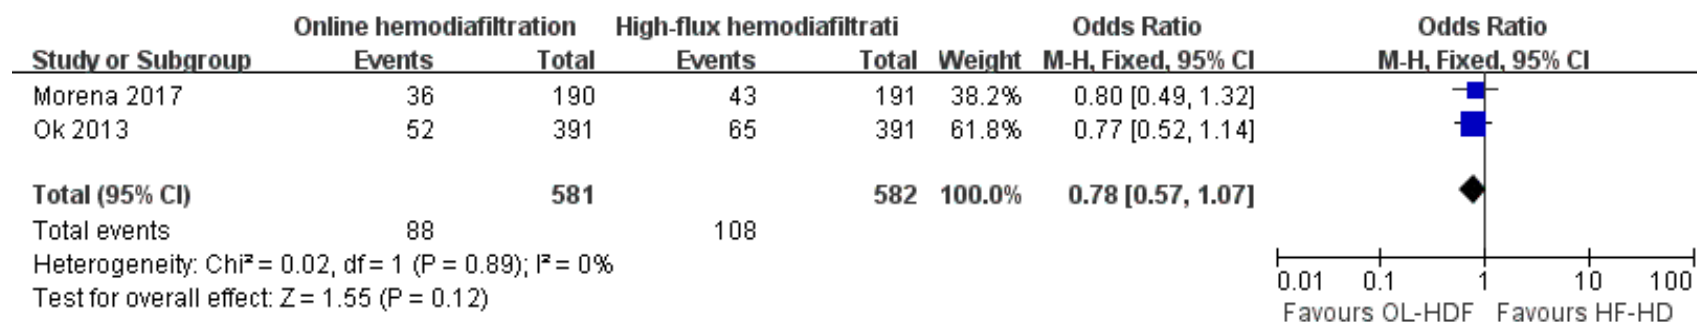 Online hemodiafiltration High-flux hemodiafiltrati Odds Ratio Odds Ratio
Study or Subgroup Events Total Events Total Weight M-H, Fixed, 95% CI M-H, Fixed, 95% CI
Morena 2017 36 190 43 191 38.2% 0.80 [0.49, 1.32]
Ok 2013 52 391 65 391 61.8% 0.77 [0.52, 1.14]
Total (95% CI) 581 582 100.0% 0.78 [0.57, 1.07]
Total events 88 108
Heterogeneity: Chi² = 0.02, df = 1 (P = 0.89); I² = 0%
Test for overall effect: Z = 1.55 (P = 0.12)
0.01 0.1 1 10 100
Favours OL-HDF Favours HF-HD